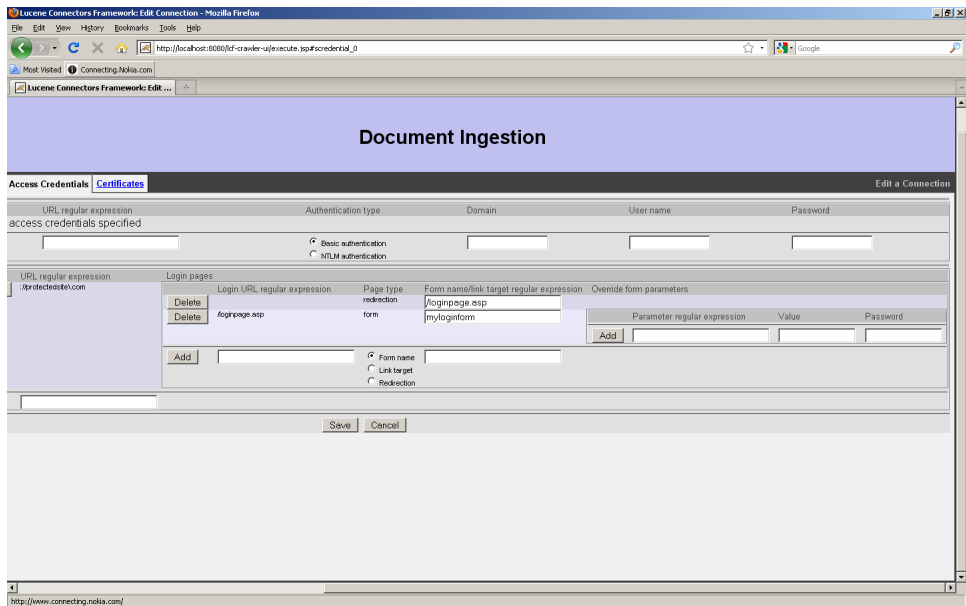 Lucene Connectors Framework: Edit Connection - Mozilla Firefox
File Edit View History Bookmarks Tools Help
http://localhost:8080/lcf-crawler-ui/execute.jsp#scredential_0
Google
Most Visited Connecting.Nokia.com
Lucene Connectors Framework: Edit ...
Document Ingestion
Access Credentials Certificates Edit a Connection
URL regular expression Authentication type Domain User name Password
access credentials specified
Basic authentication
NTLM authentication
URL regular expression Login pages
://protectedsite\.com
Login URL regular expression Page type Form name/link target regular expression Override form parameters
Delete redirection /loginpage.asp
Delete /loginpage.asp form myloginform
Parameter regular expression Value Password
Add
Add Form name
Link target
Redirection
Save Cancel
http://www.connecting.nokia.com/